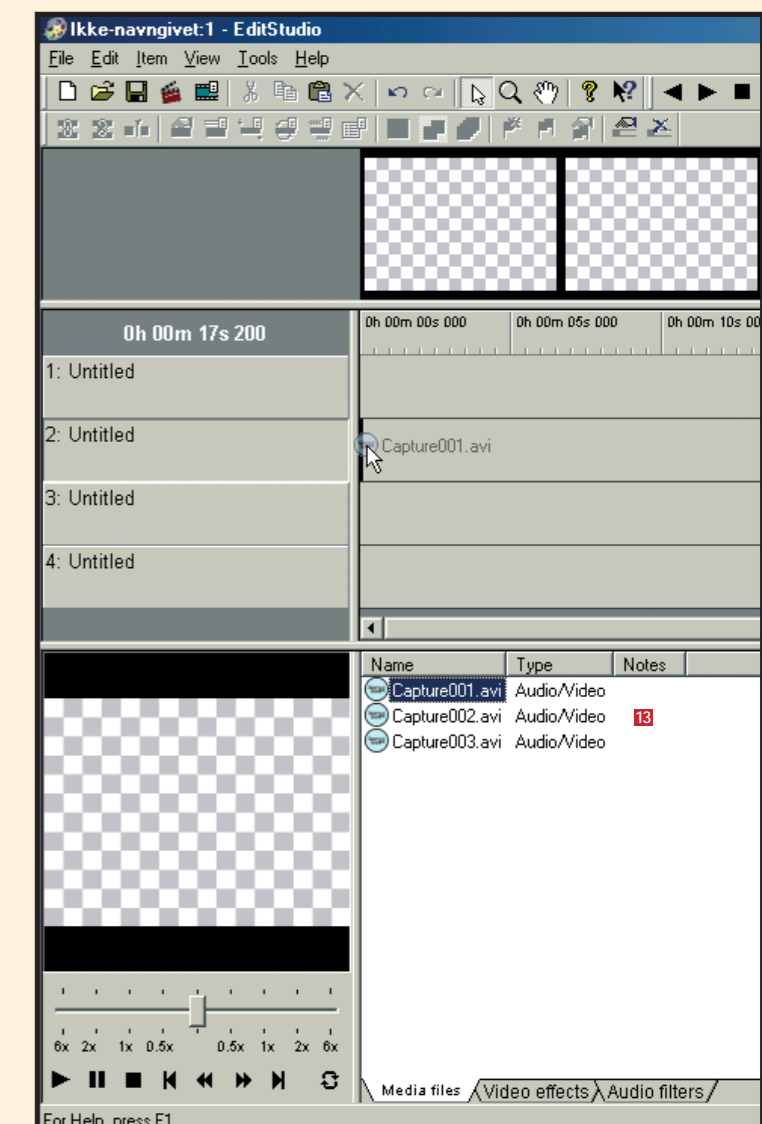 Ikke-navngivet:1 - EditStudio
File Edit Item View Tools Help
0h 00m 17s 200
0h 00m 00s 000 0h 00m 05s 000 0h 00m 10s 00
1: Untitled
2: Untitled
Capture001.avi
3: Untitled
4: Untitled
Name Type Notes
Capture001.avi Audio/Video
Capture002.avi Audio/Video 13
Capture003.avi Audio/Video
6x 2x 1x 0.5x 0.5x 1x 2x 6x
Media files Video effects Audio filters
For Help, press F1